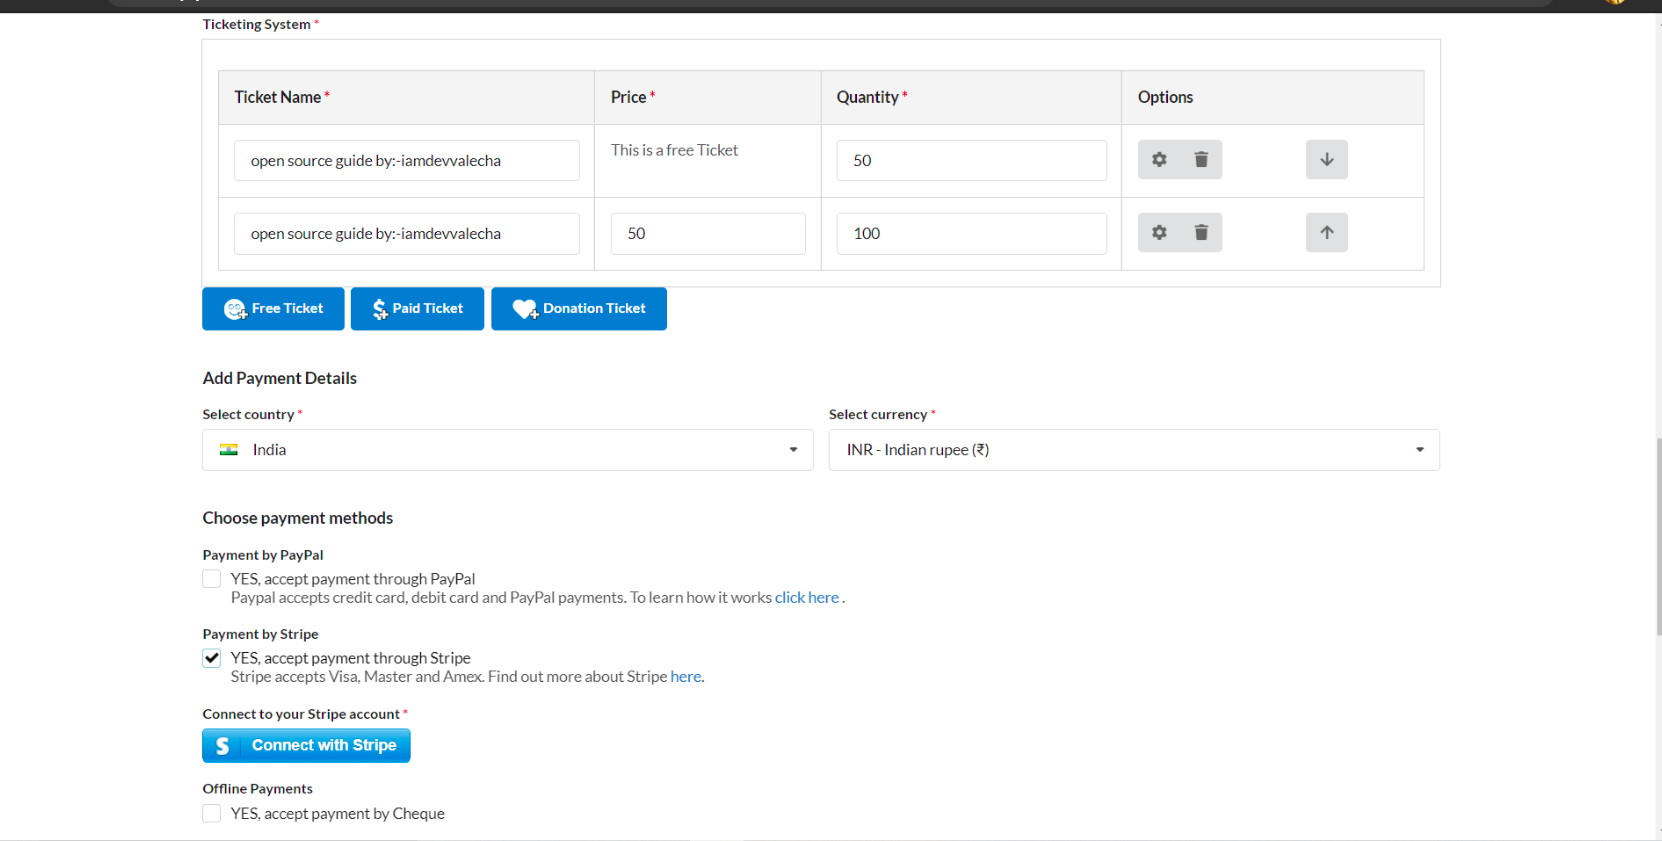 Ticketing System *
Ticket Name * Price * Quantity * Options
open source guide by:-iamdevvalecha This is a free Ticket 50
open source guide by:-iamdevvalecha 50 100
Free Ticket Paid Ticket Donation Ticket
Add Payment Details
Select country * Select currency *
India INR - Indian rupee (₹)
Choose payment methods
Payment by PayPal
YES, accept payment through PayPal
Paypal accepts credit card, debit card and PayPal payments. To learn how it works click here .
Payment by Stripe
YES, accept payment through Stripe
Stripe accepts Visa, Master and Amex. Find out more about Stripe here.
Connect to your Stripe account *
S Connect with Stripe
Offline Payments
YES, accept payment by Cheque